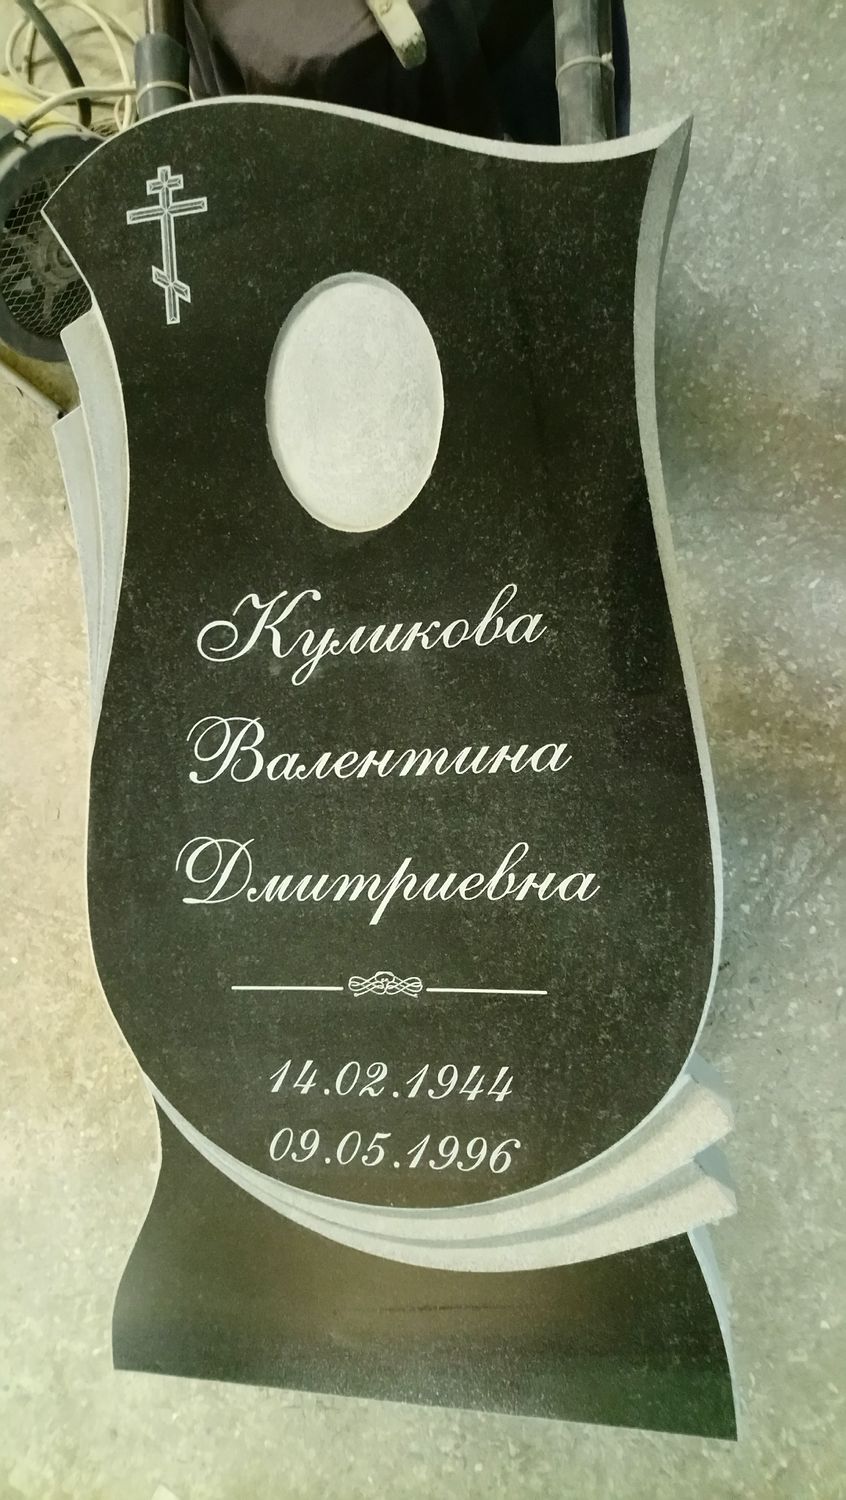 Куликова
Валентина
Дмитриевна
14.02.1944
09.05.1996